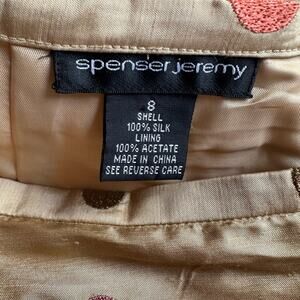 spenser jeremy
8
SHELL
100% SILK
LINING
100% ACETATE
MADE IN CHINA
SEE REVERSE CARE